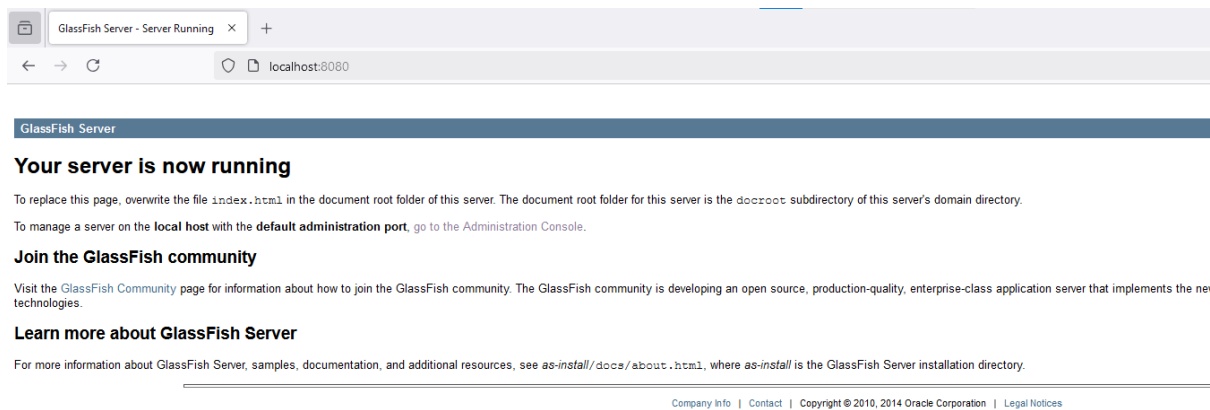 GlassFish Server - Server Running
localhost:8080
GlassFish Server
Your server is now running
To replace this page, overwrite the file index.html in the document root folder of this server. The document root folder for this server is the docroot subdirectory of this server's domain directory.
To manage a server on the local host with the default administration port, go to the Administration Console.
Join the GlassFish community
Visit the GlassFish Community page for information about how to join the GlassFish community. The GlassFish community is developing an open source, production-quality, enterprise-class application server that implements the
technologies.
Learn more about GlassFish Server
For more information about GlassFish Server, samples, documentation, and additional resources, see as-install/docs/about.html, where as-install is the GlassFish Server installation directory.
Company Info | Contact | Copyright © 2010, 2014 Oracle Corporation | Legal Notices